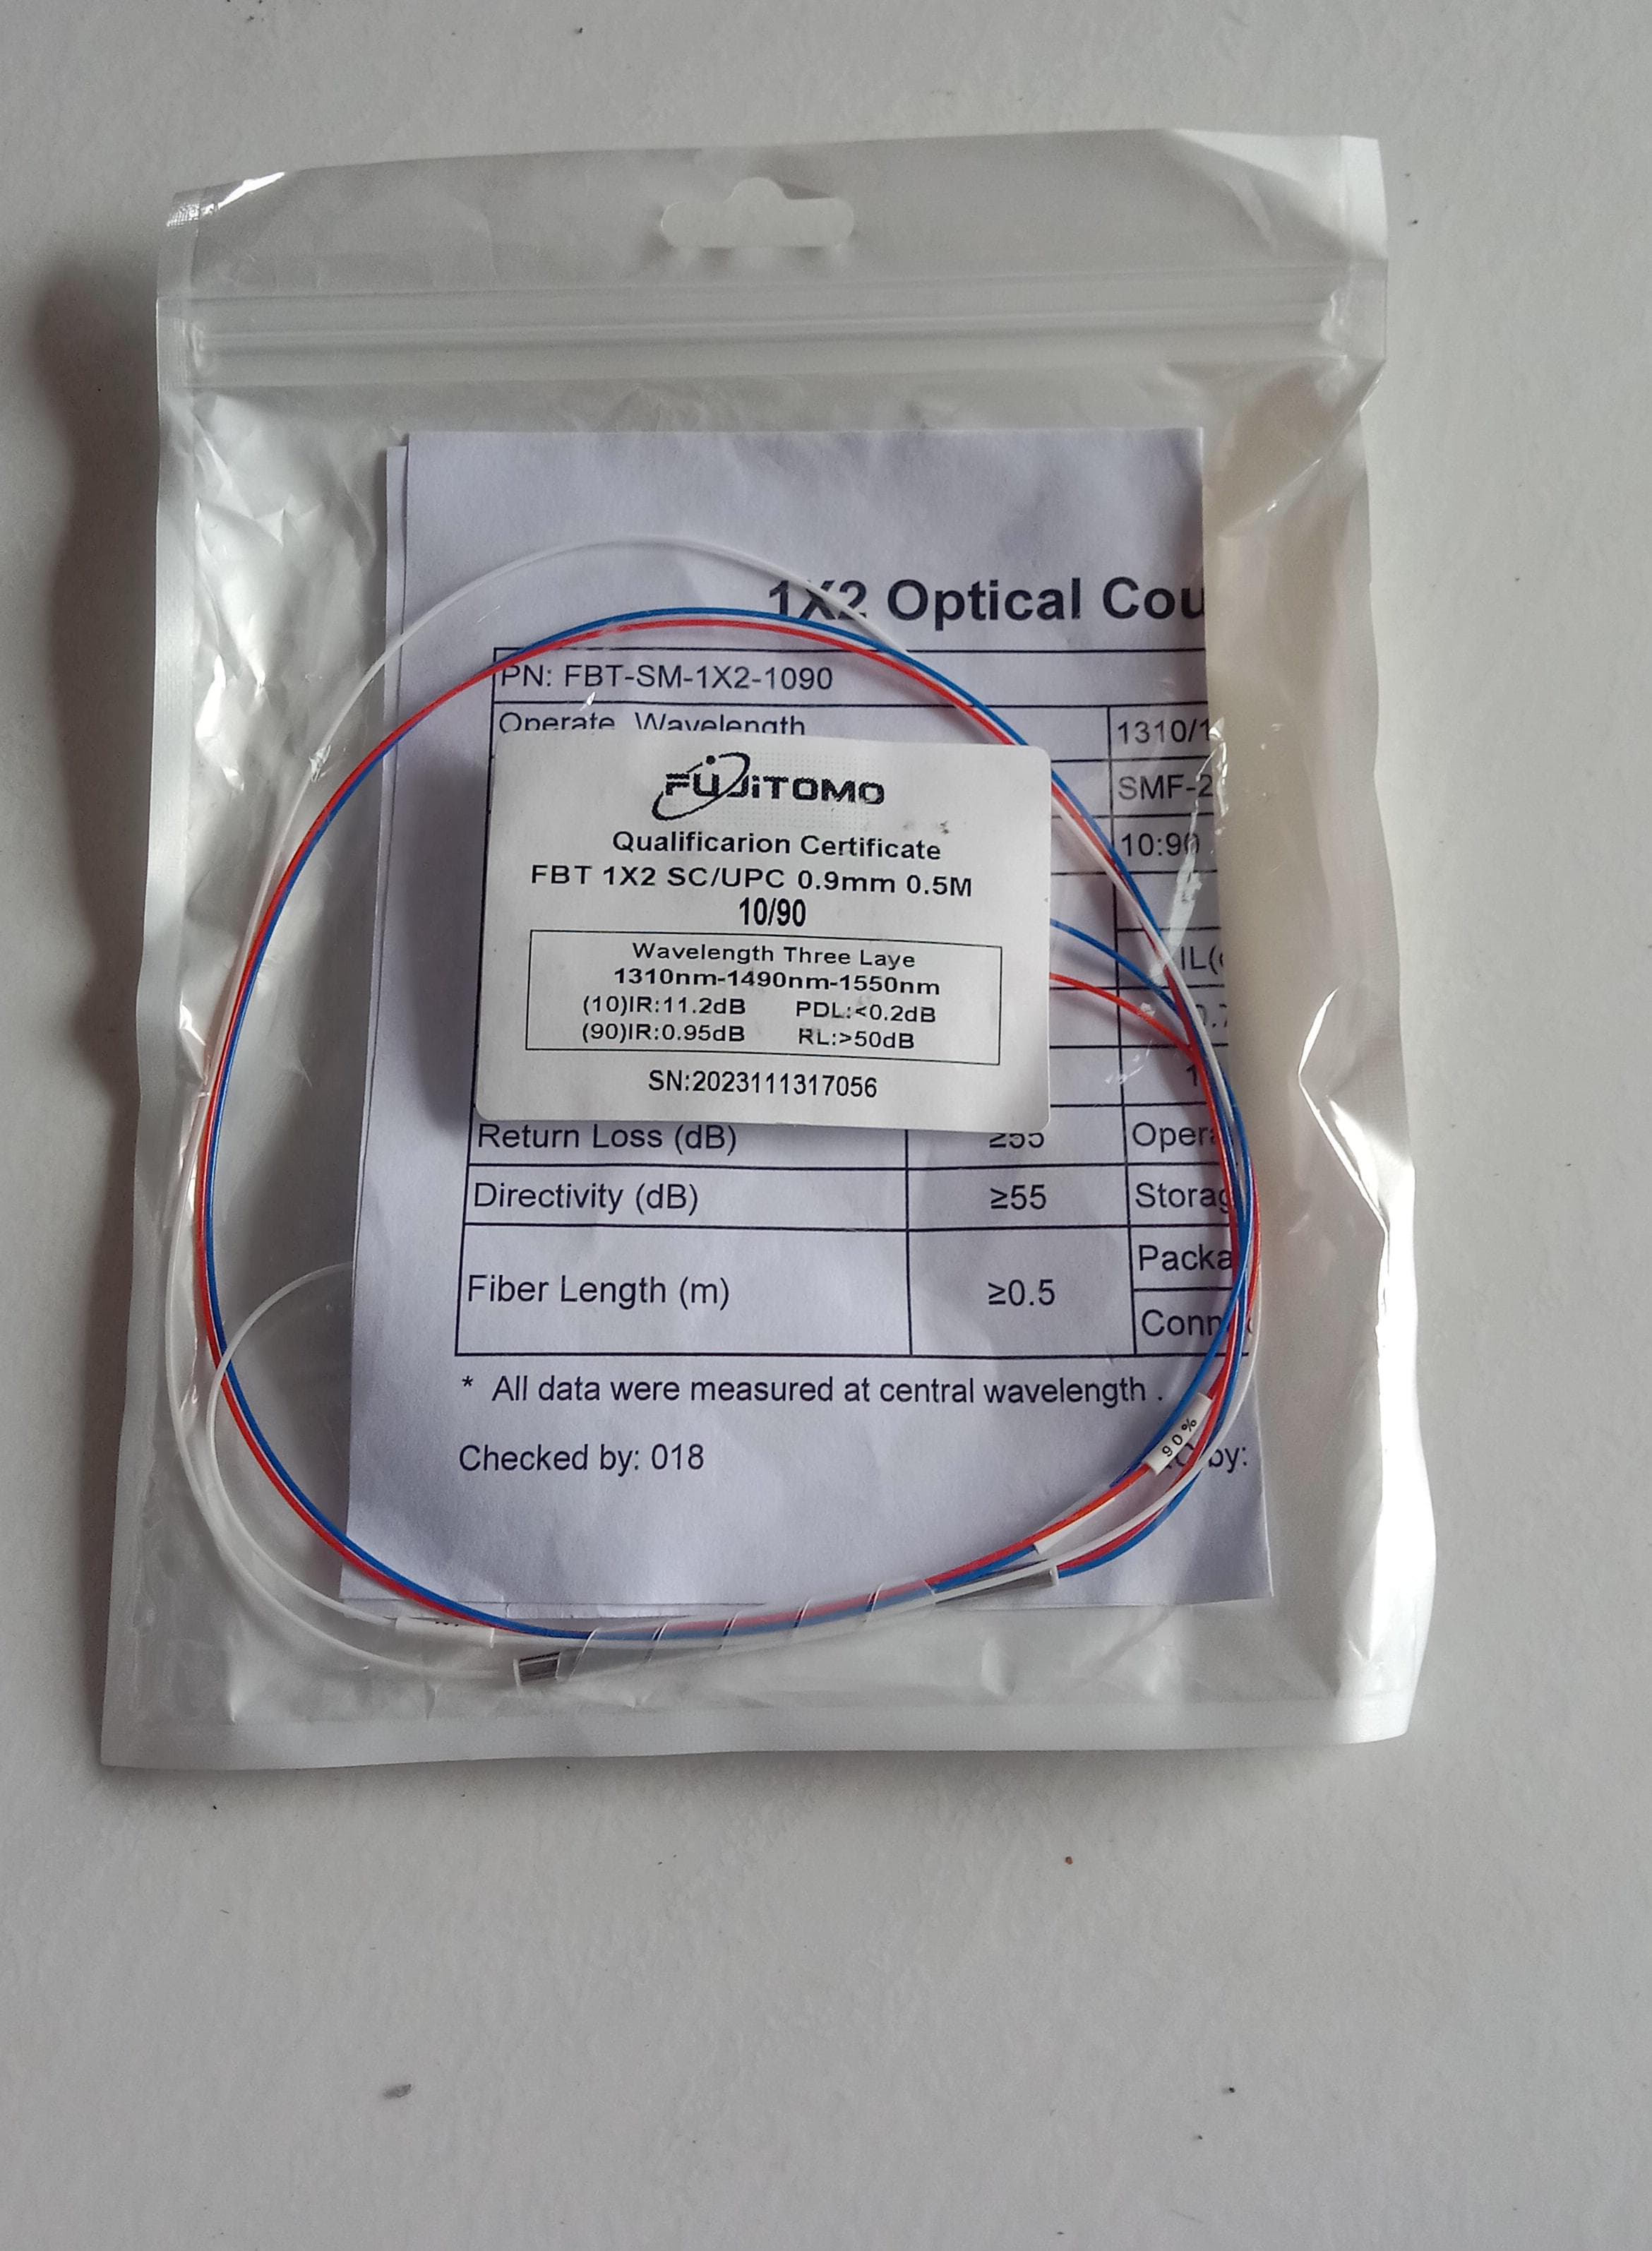 1X2 Optical Cou
PN: FBT-SM-1X2-1090
Operate Wavelength
1310/1
SMF-2
10:90
FUJiTOMO
Qualificarion Certificate
FBT 1X2 SC/UPC 0.9mm 0.5M
10/90
Wavelength Three Laye
1310nm-1490nm-1550nm
(10)IR:11.2dB PDL:<0.2dB
(90)IR:0.95dB RL:>50dB
SN:2023111317056
IL(
Return Loss (dB) ≥55 Oper
Directivity (dB) ≥55 Storag
Fiber Length (m) ≥0.5
Packa
Conn
* All data were measured at central wavelength .
90%
Checked by: 018 by: